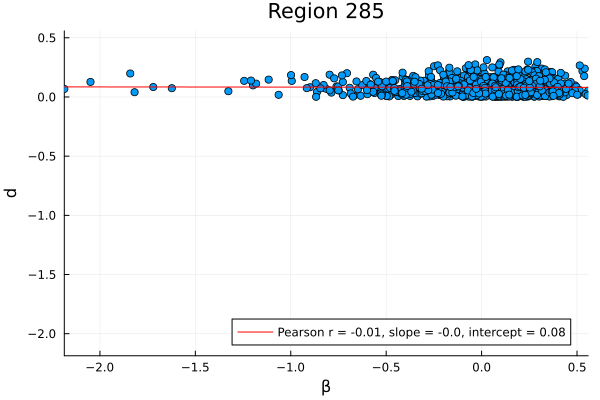 Region 285
0.5
0.0
−0.5
−1.0
−1.5
−2.0
d
Pearson r = -0.01, slope = -0.0, intercept = 0.08
−2.0 −1.5 −1.0 −0.5 0.0 0.5
β